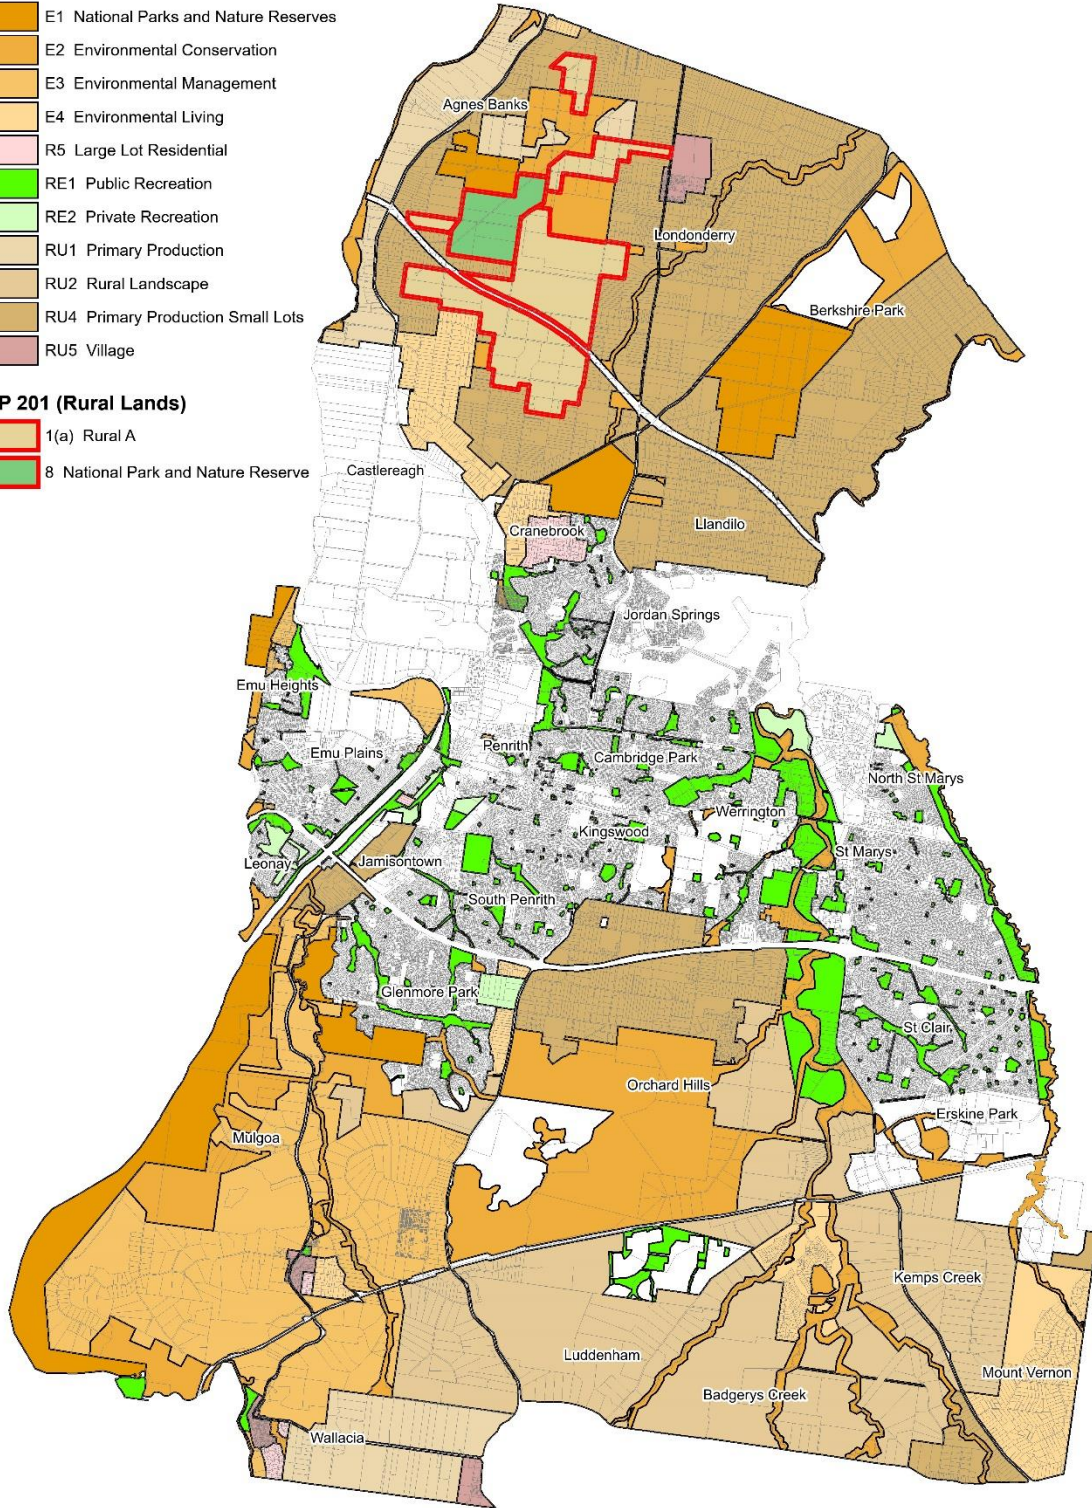 E1 National Parks and Nature Reserves
E2 Environmental Conservation
E3 Environmental Management
E4 Environmental Living
R5 Large Lot Residential
RE1 Public Recreation
RE2 Private Recreation
RU1 Primary Production
RU2 Rural Landscape
RU4 Primary Production Small Lots
RU5 Village
P 201 (Rural Lands)
1(a) Rural A
8 National Park and Nature Reserve
Agnes Banks
Londonderry
Berkshire Park
Castlereagh
Llandilo
Cranebrook
Jordan Springs
Emu Heights
Emu Plains
Penrith
Cambridge Park
North St Marys
Werrington
Kingswood
St Marys
Leonay
Jamisontown
South Penrith
Glenmore Park
St Clair
Orchard Hills
Erskine Park
Mulgoa
Kemps Creek
Luddenham
Mount Vernon
Badgerys Creek
Wallacia